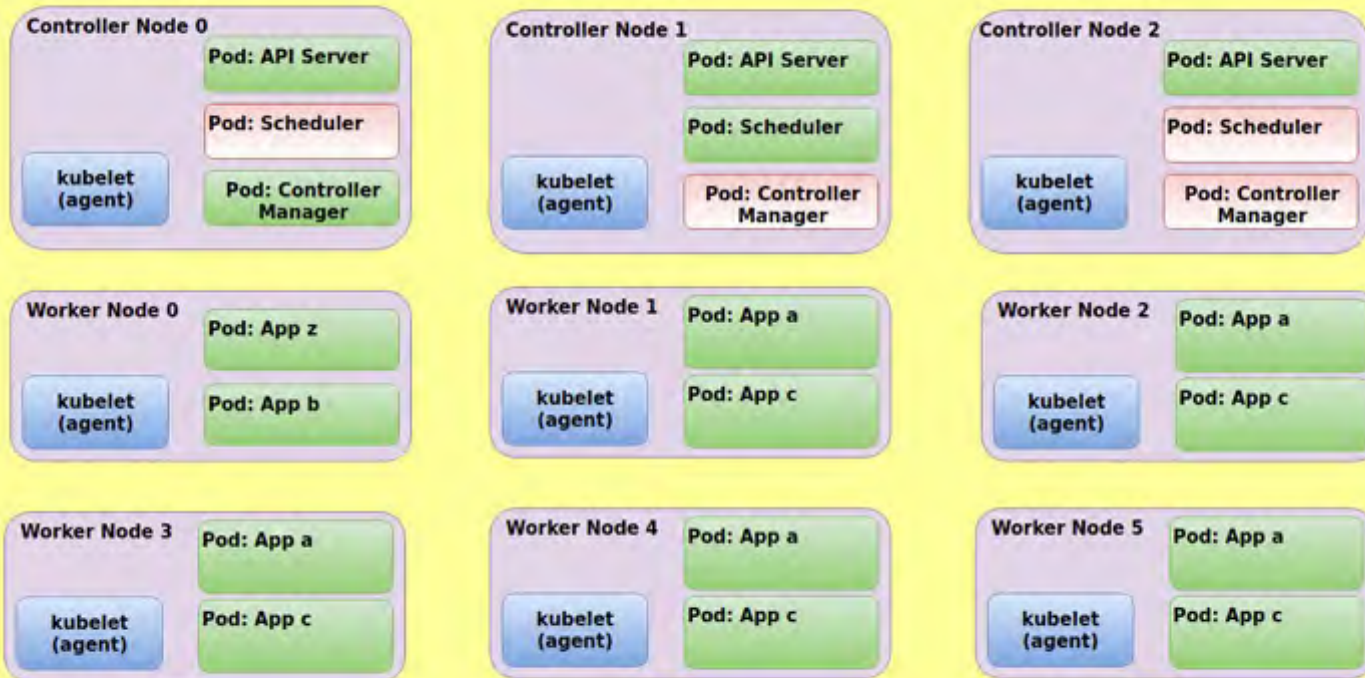 Controller Node 0
Pod: API Server
Pod: Scheduler
kubelet
(agent)
Pod: Controller
Manager
Controller Node 1
Pod: API Server
Pod: Scheduler
kubelet
(agent)
Pod: Controller
Manager
Controller Node 2
Pod: API Server
Pod: Scheduler
kubelet
(agent)
Pod: Controller
Manager
Worker Node 0
Pod: App z
kubelet
(agent)
Pod: App b
Worker Node 1
Pod: App a
kubelet
(agent)
Pod: App c
Worker Node 2
Pod: App a
kubelet
(agent)
Pod: App c
Worker Node 3
Pod: App a
kubelet
(agent)
Pod: App c
Worker Node 4
Pod: App a
kubelet
(agent)
Pod: App c
Worker Node 5
Pod: App a
kubelet
(agent)
Pod: App c